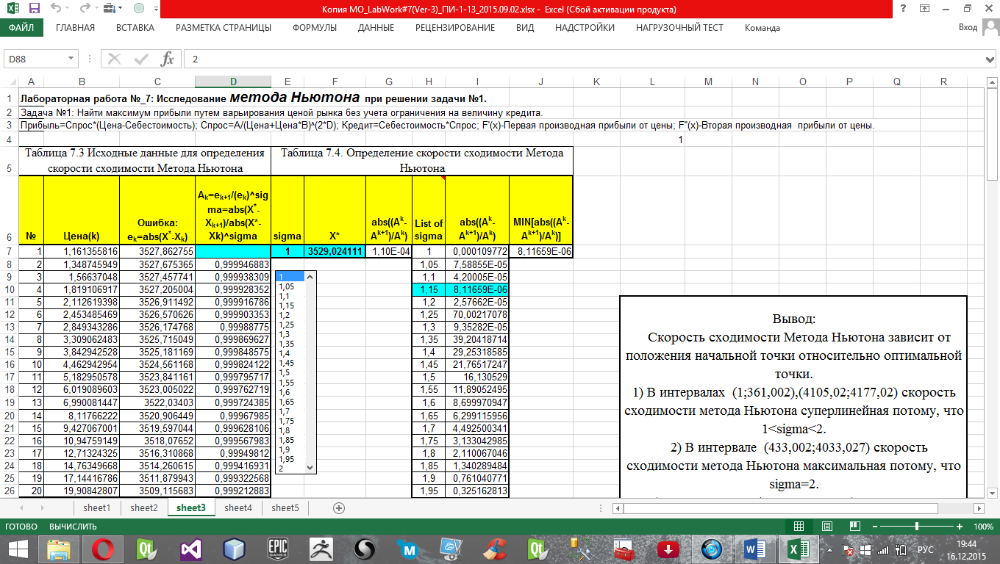 Копия MO_LabWork#7(Ver-3)_ПИ-1-13_2015.09.02.xlsx - Excel (Сбой активации продукта)
ФАЙЛ ГЛАВНАЯ ВСТАВКА РАЗМЕТКА СТРАНИЦЫ ФОРМУЛЫ ДАННЫЕ РЕЦЕНЗИРОВАНИЕ ВИД НАДСТРОЙКИ НАГРУЗОЧНЫЙ ТЕСТ Команда Вход
D88 fx 2
A B C D E F G H I J K L M N O P Q R
1 Лабораторная работа №_7: Исследование метода Ньютона при решении задачи №1.
2 Задача №1: Найти максимум прибыли путем варьирования ценой рынка без учета ограничения на величину кредита.
3 Прибыль=Спрос*(Цена-Себестоимость); Спрос=A/(Цена+Цена*B)^(2*D); Кредит=Себестоимость*Спрос; F'(x)-Первая производная прибыли от цены; F''(x)-Вторая производная прибыли от цены.
4 1
5 Таблица 7.3 Исходные данные для определения скорости сходимости Метода Ньютона Таблица 7.4. Определение скорости сходимости Метода Ньютона
6 № Цена(k) Ошибка: ek=abs(X*-Xk) Ak=ek+1/(ek)^sigma=abs(X*-Xk+1)/abs(X*-Xk)^sigma sigma X* abs((Ak-Ak+1)/Ak) List of sigma abs((Ak-Ak+1)/Ak) MIN[abs((Ak-Ak+1)/Ak)]
7 1 1,161355816 3527,862755 1 3529,024111 1,10E-04 1 0,000109772 8,11659E-06
8 2 1,348745949 3527,675365 0,999946883 1,05 7,58855E-05
9 3 1,56637048 3527,457741 0,999938309 1,1 4,20005E-05
10 4 1,819106917 3527,205004 0,999928352 1,15 8,11659E-06
11 5 2,112619398 3526,911492 0,999916786 1,2 2,57662E-05
12 6 2,453485469 3526,570626 0,999903353 1,25 70,00217078
13 7 2,849343286 3526,174768 0,99988775 1,3 9,35282E-05
14 8 3,309062483 3525,715049 0,999869627 1,35 39,20418714
15 9 3,842942528 3525,181169 0,999848575 1,4 29,25318585
16 10 4,462942954 3524,561168 0,999824122 1,45 21,76517247
17 11 5,182950578 3523,841161 0,999795717 1,5 16,130529
18 12 6,019089603 3523,005022 0,999762719 1,55 11,89052495
19 13 6,990081447 3522,03403 0,999724385 1,6 8,699970947
20 14 8,11766222 3520,906449 0,99967985 1,65 6,299115956
21 15 9,427067001 3519,597044 0,999628106 1,7 4,492500341
22 16 10,94759149 3518,07652 0,999567983 1,75 3,133042985
23 17 12,71324325 3516,310868 0,99949812 1,8 2,110067046
24 18 14,76349668 3514,260615 0,999416931 1,85 1,340289484
25 19 17,14416786 3511,879943 0,999322568 1,9 0,761040771
26 20 19,90842807 3509,115683 0,999212883 1,95 0,325162813
1
1,05
1,1
1,15
1,2
1,25
1,3
1,35
1,4
1,45
1,5
1,55
1,6
1,65
1,7
1,75
1,8
1,85
1,9
1,95
2
Вывод:
Скорость сходимости Метода Ньютона зависит от
положения начальной точки относительно оптимальной
точки.
1) В интервалах (1;361,002),(4105,02;4177,02) скорость
сходимости метода Ньютона суперлинейная потому, что
1<sigma<2.
2) В интервале (433,002;4033,027) скорость
сходимости метода Ньютона максимальная потому, что
sigma=2.
sheet1 sheet2 sheet3 sheet4 sheet5
ГОТОВО ВЫЧИСЛИТЬ 100%
EPIC GAMES
РУС
19:44
16.12.2015